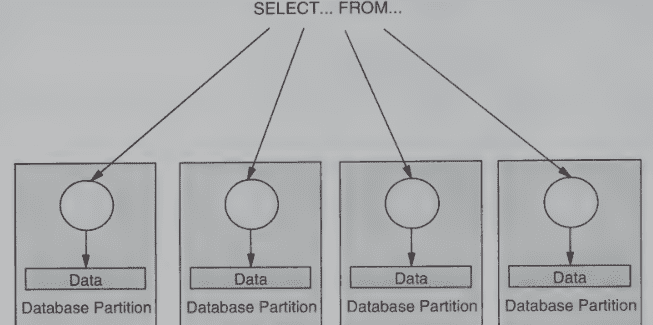 SELECT... FROM...
Data Data Data Data
Database Partition Database Partition Database Partition Database Partition